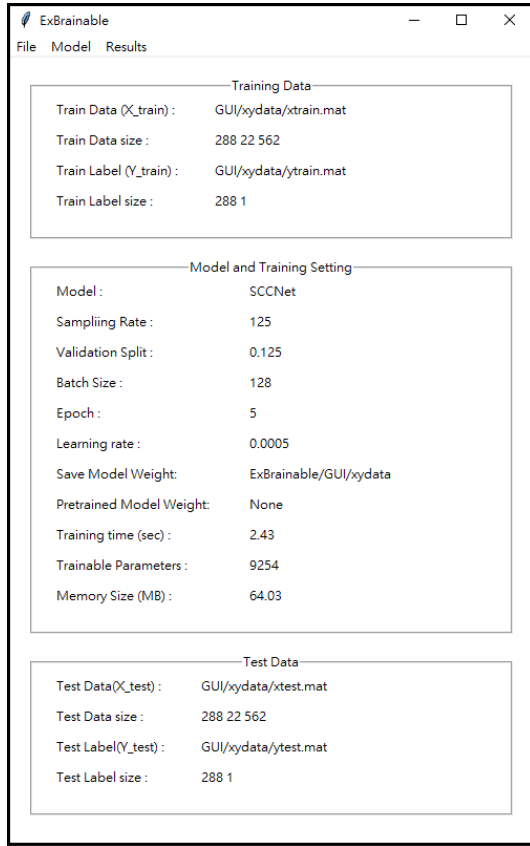 ExBrainable
File Model Results
Training Data
Train Data (X_train) : GUI/xydata/xtrain.mat
Train Data size : 288 22 562
Train Label (Y_train) : GUI/xydata/ytrain.mat
Train Label size : 288 1
Model and Training Setting
Model : SCCNet
Sampliing Rate : 125
Validation Split : 0.125
Batch Size : 128
Epoch : 5
Learning rate : 0.0005
Save Model Weight: ExBrainable/GUI/xydata
Pretrained Model Weight: None
Training time (sec) : 2.43
Trainable Parameters : 9254
Memory Size (MB) : 64.03
Test Data
Test Data(X_test) : GUI/xydata/xtest.mat
Test Data size : 288 22 562
Test Label(Y_test) : GUI/xydata/ytest.mat
Test Label size : 288 1